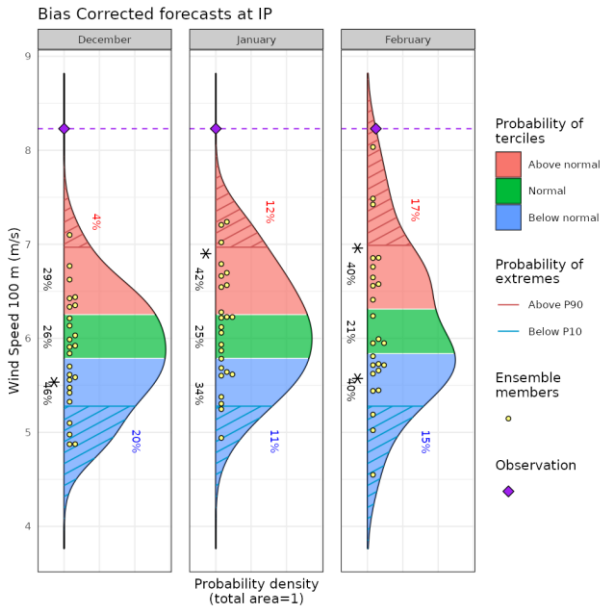 Bias Corrected forecasts at IP
December
January
February
Wind Speed 100 m (m/s)
9
8
7
6
5
4
4%
29%
26%
46%
20%
12%
42%
25%
34%
11%
17%
40%
21%
40%
15%
*
*
*
*
Probability density
(total area=1)
Probability of
terciles
Above normal
Normal
Below normal
Probability of
extremes
Above P90
Below P10
Ensemble
members
Observation